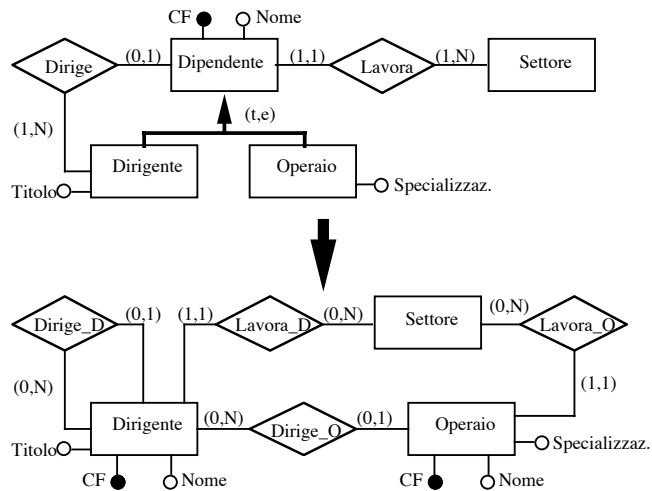 CF
Nome
Dirige
(0,1)
Dipendente
(1,1)
Lavora
(1,N)
Settore
(t,e)
(1,N)
Dirigente
Operaio
Titolo
Specializzaz.
Dirige_D
(0,1)
(1,1)
Lavora_D
(0,N)
Settore
(0,N)
Lavora_O
(0,N)
(1,1)
Dirigente
(0,N)
Dirige_O
(0,1)
Operaio
Titolo
Specializzaz.
CF
Nome
CF
Nome